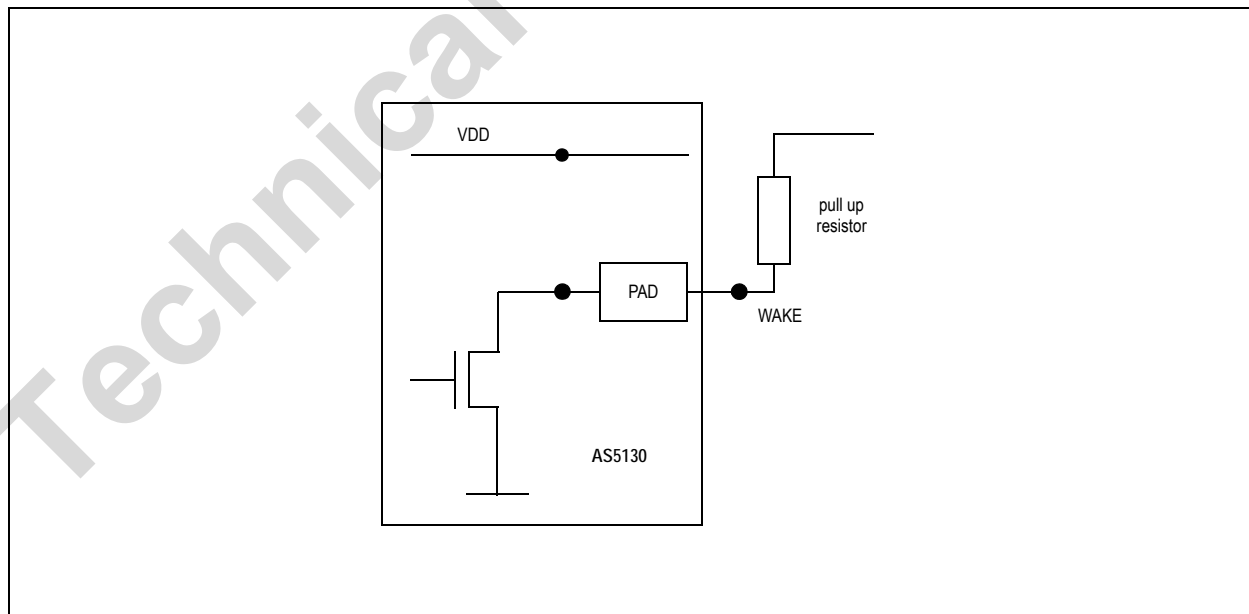 Technical
VDD
pull up
resistor
PAD
WAKE
AS5130